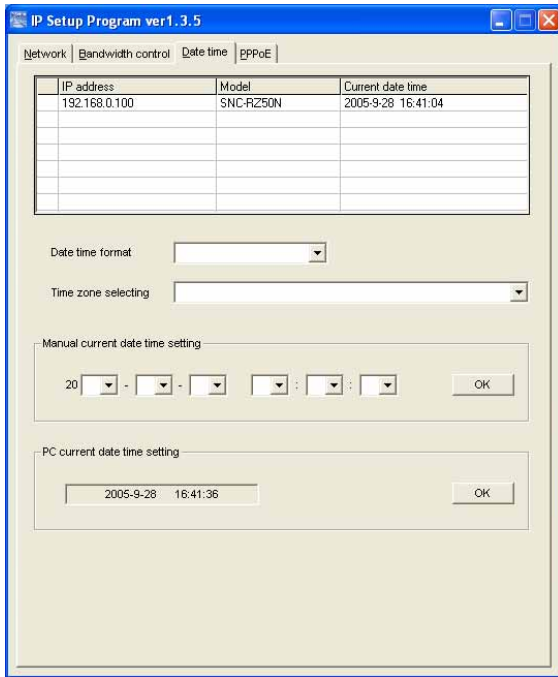 IP Setup Program ver1.3.5
Network Bandwidth control Date time PPPoE
IP address Model Current date time
192.168.0.100 SNC-RZ50N 2005-9-28 16:41:04
Date time format
Time zone selecting
Manual current date time setting
20 - - : : OK
PC current date time setting
2005-9-28 16:41:36 OK